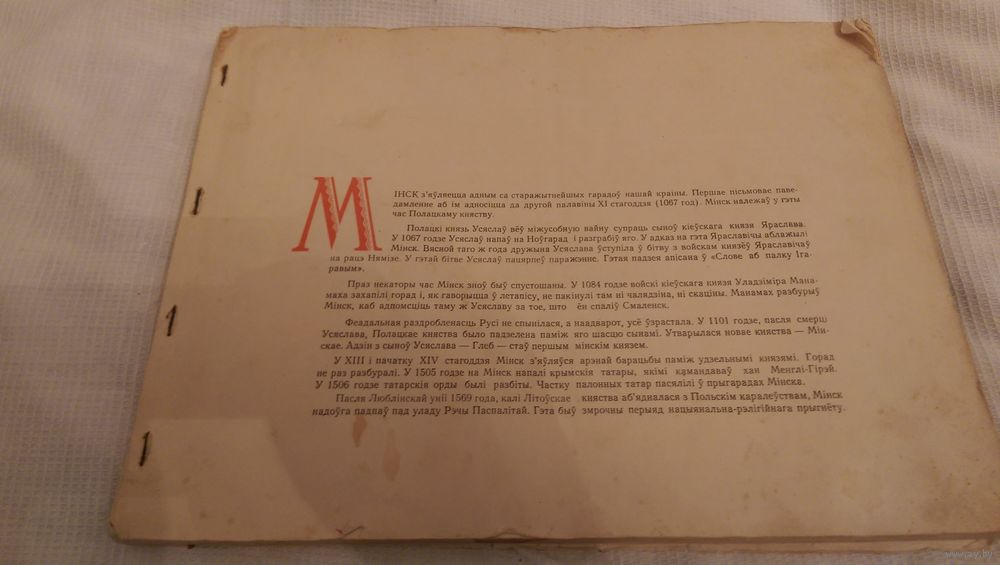 МІНСК з'яўляецца адным са старажытнейшых гарадоў нашай краіны. Першае пісьмовае паве-
дамленне аб ім адносіцца да другой палавіны XI стагоддзя (1067 год). Мінск належаў у гэты
час Полацкаму княству.
Полацкі князь Усяслаў вёў міжусобную вайну супраць сыноў кіеўскага князя Яраслава.
У 1067 годзе Усяслаў напаў на Ноўгарад і разграбіў яго. У адказ на гэта Яраславічы аблажылі
Мінск. Вясной таго ж года дружына Усяслава ўступіла ў бітву з войскам князёў Яраславічаў
на рацэ Нямізе. У гэтай бітве Усяслаў пацярпеў паражэнне. Гэтая падзея апісана ў «Слове аб палку Іга-
равым».
Праз некаторы час Мінск зноў быў спустошаны. У 1084 годзе войскі кіеўскага князя Уладзіміра Мана-
маха захапілі горад і, як гаворыцца ў летапісу, не пакінулі там ні чалядзіна, ні скаціны. Манамах разбурыў
Мінск, каб адпомсціць таму ж Усяславу за тое, што ён спаліў Смаленск.
Феадальная раздробленасць Русі не спынілася, а наадварот, усё ўзрастала. У 1101 годзе, пасля смерці
Усяслава, Полацкае княства было падзелена паміж яго шасцю сынамі. Утварылася новае княства — Мін-
скае. Адзін з сыноў Усяслава — Глеб — стаў першым мінскім князем.
У XIII і пачатку XIV стагоддзя Мінск з'яўляўся арэнай барацьбы паміж удзельнымі князямі. Горад
не раз разбуралі. У 1505 годзе на Мінск напалі крымскія татары, якімі камандаваў хан Менглі-Гірэй.
У 1506 годзе татарскія орды былі разбіты. Частку палонных татар пасялілі ў прыгарадах Мінска.
Пасля Люблінскай уніі 1569 года, калі Літоўскае княства аб'ядналася з Польскім каралеўствам, Мінск
надоўга падпаў пад уладу Рэчы Паспалітай. Гэта быў змрочны перыяд нацыянальна-рэлігійнага прыгнёту.
www.ay.by